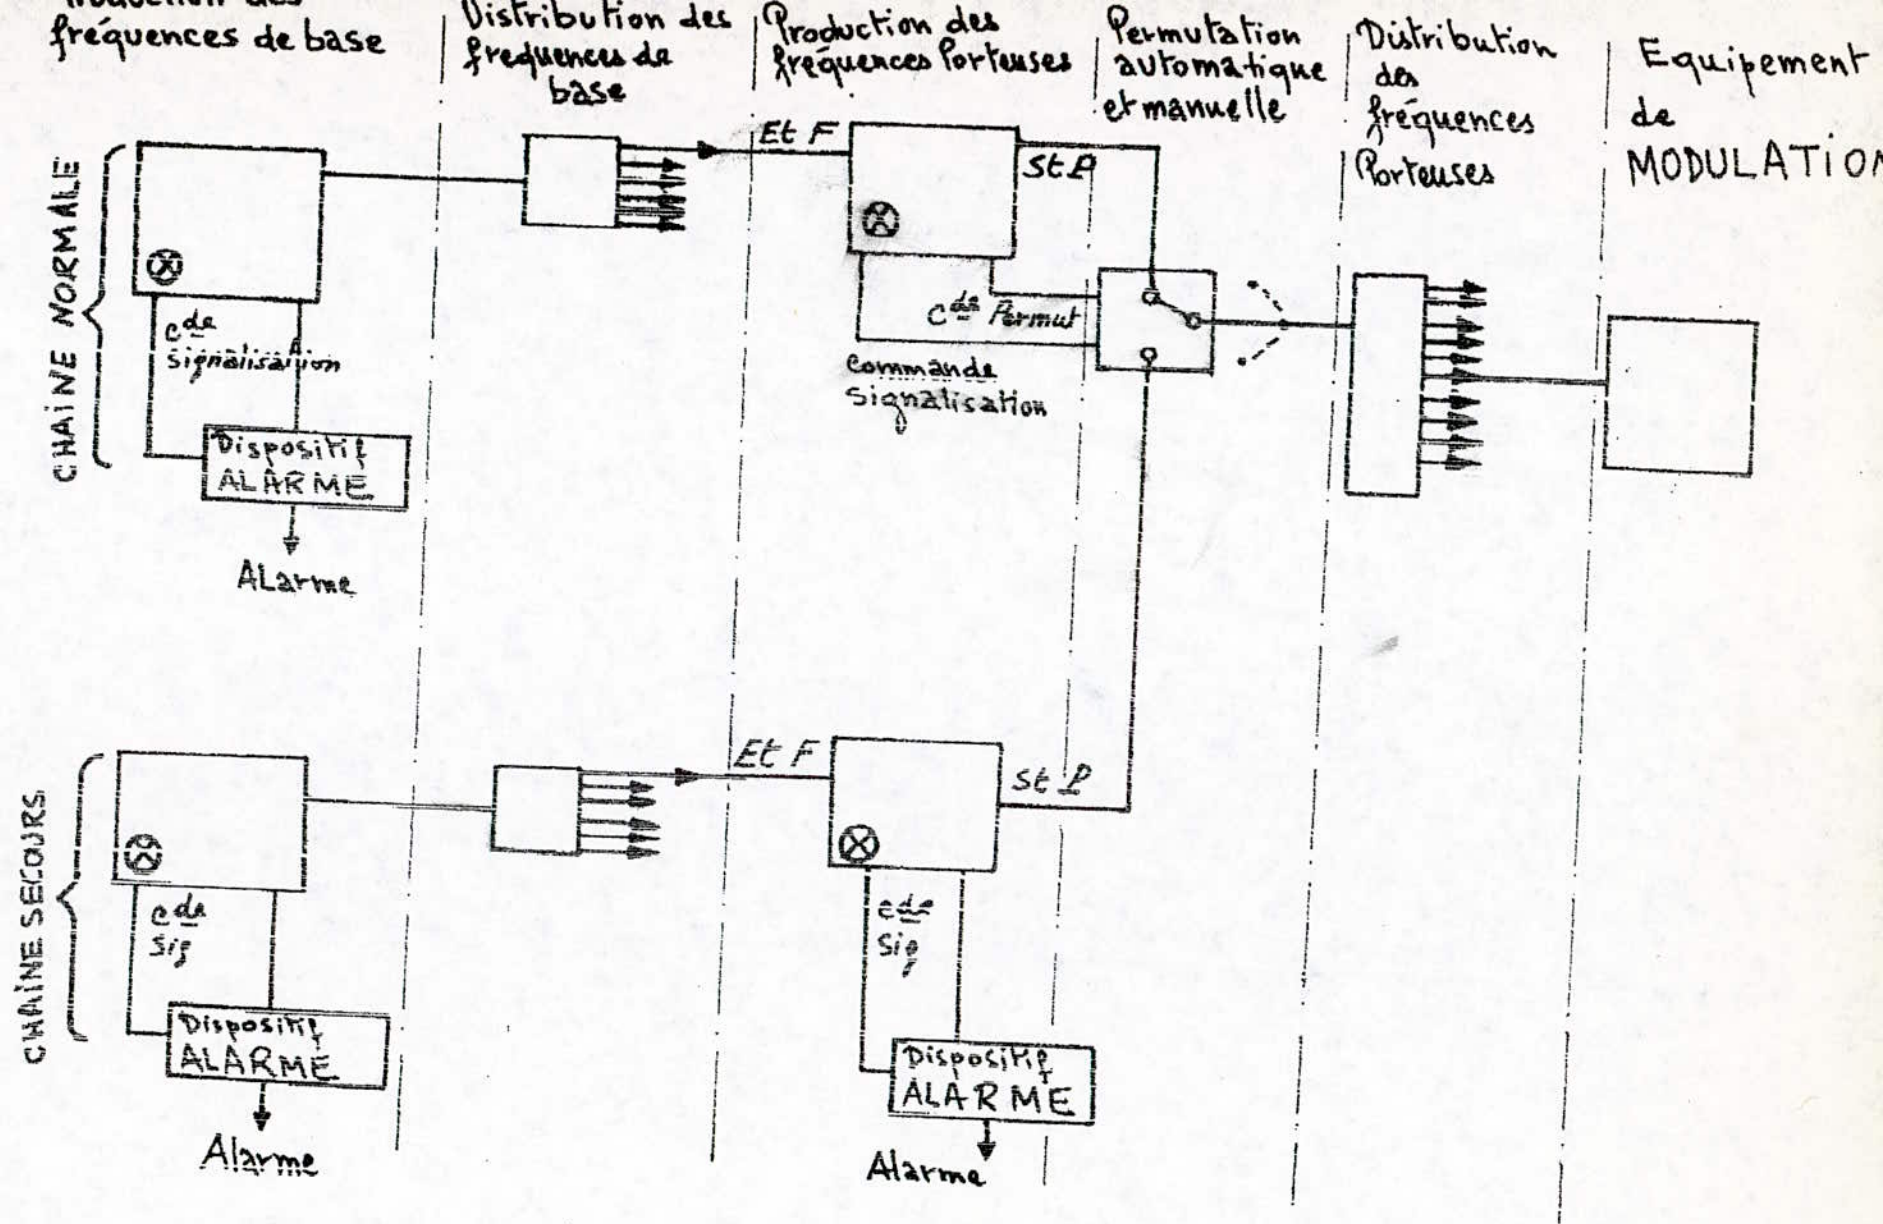 fréquences de base
Distribution des
frequences de
base
Production des
fréquences Porteuses
Permutation
automatique
et manuelle
Distribution
des
fréquences
Porteuses
Equipement
de
MODULATION
CHAINE NORMALE
Cde
Signalisation
Dispositif
ALARME
ALarme
Et F
St P
Cde Permut
Commande
Signalisation
CHAINE SECOURS
Cde
Sig
Dispositif
ALARME
Alarme
Et F
St P
Cde
Sig
Dispositif
ALARME
Alarme